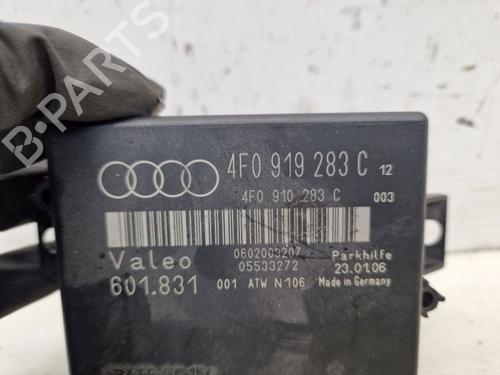 B-PARTS
4F0 919 283 C 12
4F0 910 283 C 003
0602003207
Valeo 05533272 Parkhilfe
23.01.06
601.831 001 ATW N106 Made in Germany